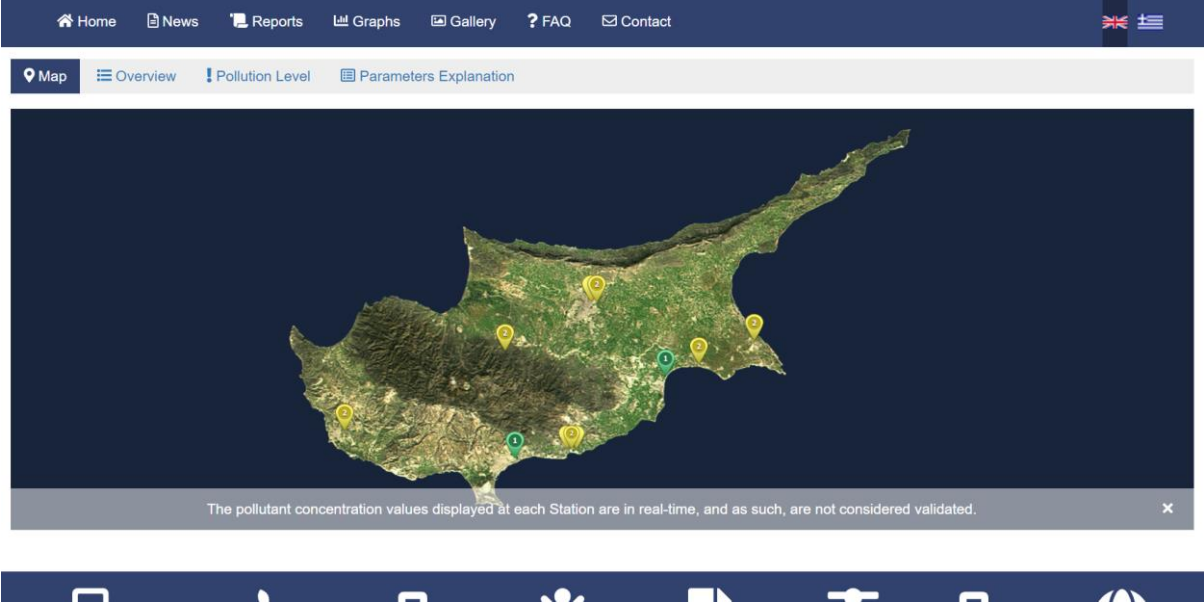 Home News Reports Graphs Gallery ? FAQ Contact
Map Overview Pollution Level Parameters Explanation
2
2
2
2
1
2
1
2
The pollutant concentration values displayed at each Station are in real-time, and as such, are not considered validated. ×